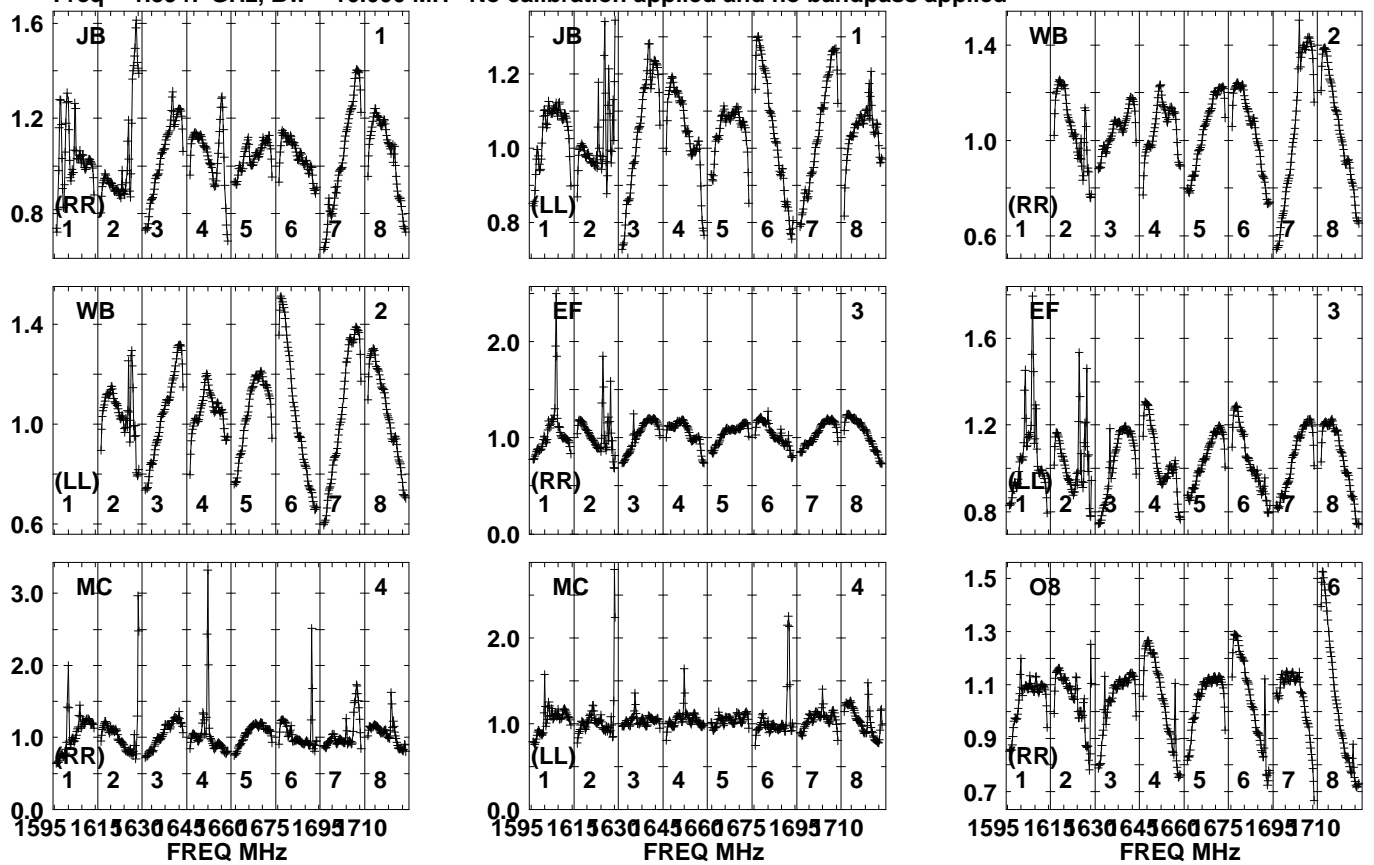 No calibration applied and no bandpass applied
JB 1
1.6
1.2
0.8
(RR)
1 2 3 4 5 6 7 8
JB 1
1.2
1.0
0.8
(LL)
1 2 3 4 5 6 7 8
WB 2
1.4
1.0
0.6
(RR)
1 2 3 4 5 6 7 8
WB 2
1.4
1.0
0.6
(LL)
1 2 3 4 5 6 7 8
EF 3
2.0
1.0
0.0
(RR)
1 2 3 4 5 6 7 8
EF 3
1.6
1.2
0.8
(LL)
1 2 3 4 5 6 7 8
MC 4
3.0
2.0
1.0
0.0
(RR)
1 2 3 4 5 6 7 8
1595 1615 1630 1645 1660 1675 1695 1710
FREQ MHz
MC 4
2.0
1.0
0.0
(LL)
1 2 3 4 5 6 7 8
1595 1615 1630 1645 1660 1675 1695 1710
FREQ MHz
O8 6
1.5
1.3
1.1
0.9
0.7
(RR)
1 2 3 4 5 6 7 8
1595 1615 1630 1645 1660 1675 1695 1710
FREQ MHz